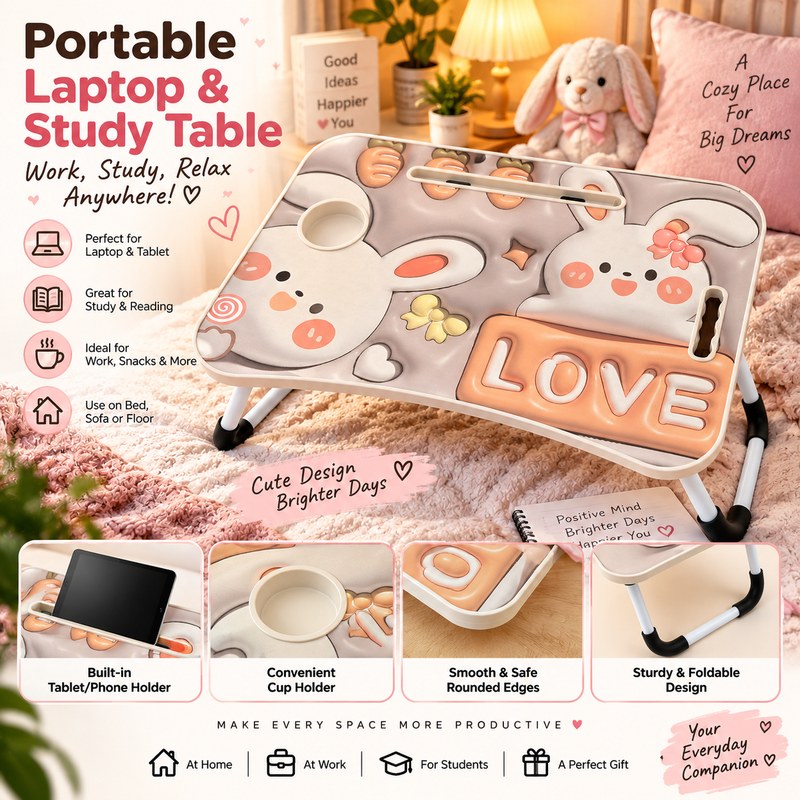 Portable
Laptop &
Study Table
Work, Study, Relax
Anywhere!
Perfect for
Laptop & Tablet
Great for
Study & Reading
Ideal for
Work, Snacks & More
Use on Bed,
Sofa or Floor
Good
Ideas
Happier
You
A
Cozy Place
For
Big Dreams
LOVE
Cute Design
Brighter Days
Positive Mind
Brighter Days
Happier You
Built-in
Tablet/Phone Holder
Convenient
Cup Holder
O
Smooth & Safe
Rounded Edges
Sturdy & Foldable
Design
MAKE EVERY SPACE MORE PRODUCTIVE
At Home
At Work
For Students
A Perfect Gift
Your
Everyday
Companion